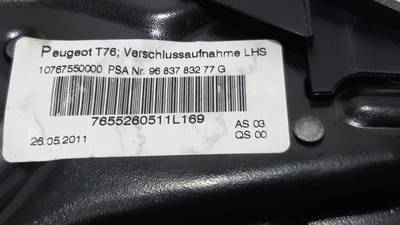 Peugeot T76; Verschlussaufnahme LHS
10767550000 PSA Nr. 96 837 832 77 G
7655260511L169
26.05.2011
AS 03
QS 00